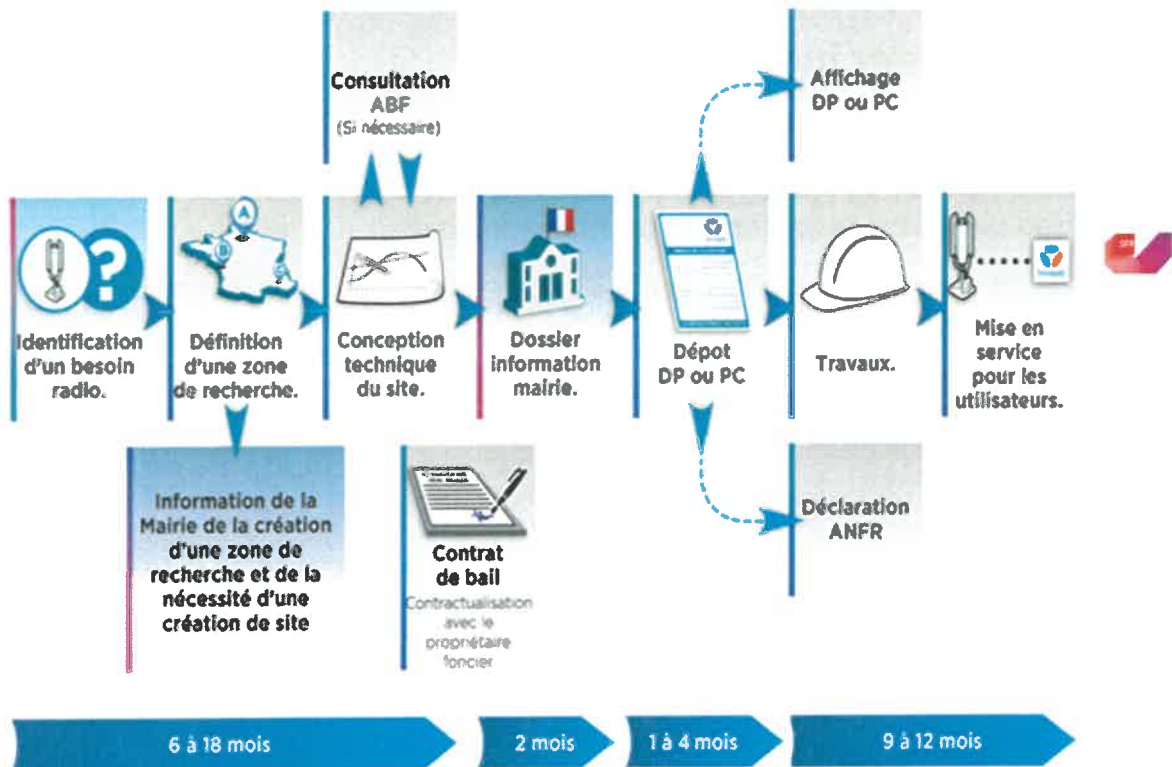 Consultation
ABF
(Si nécessaire)
Affichage
DP ou PC
A
B
C
?
Identification
d'un besoin
radio.
Définition
d'une zone
de recherche.
Conception
technique
du site.
Dossier
information
mairie.
Dépot
DP ou PC
Travaux.
Mise en
service
pour les
utilisateurs.
SFR
Information de la
Mairie de la création
d'une zone de
recherche et de la
nécessité d'une
création de site
Contrat
de bail
Contractualisation
avec le
propriétaire
foncier
Déclaration
ANFR
6 à 18 mois
2 mois
1 à 4 mois
9 à 12 mois